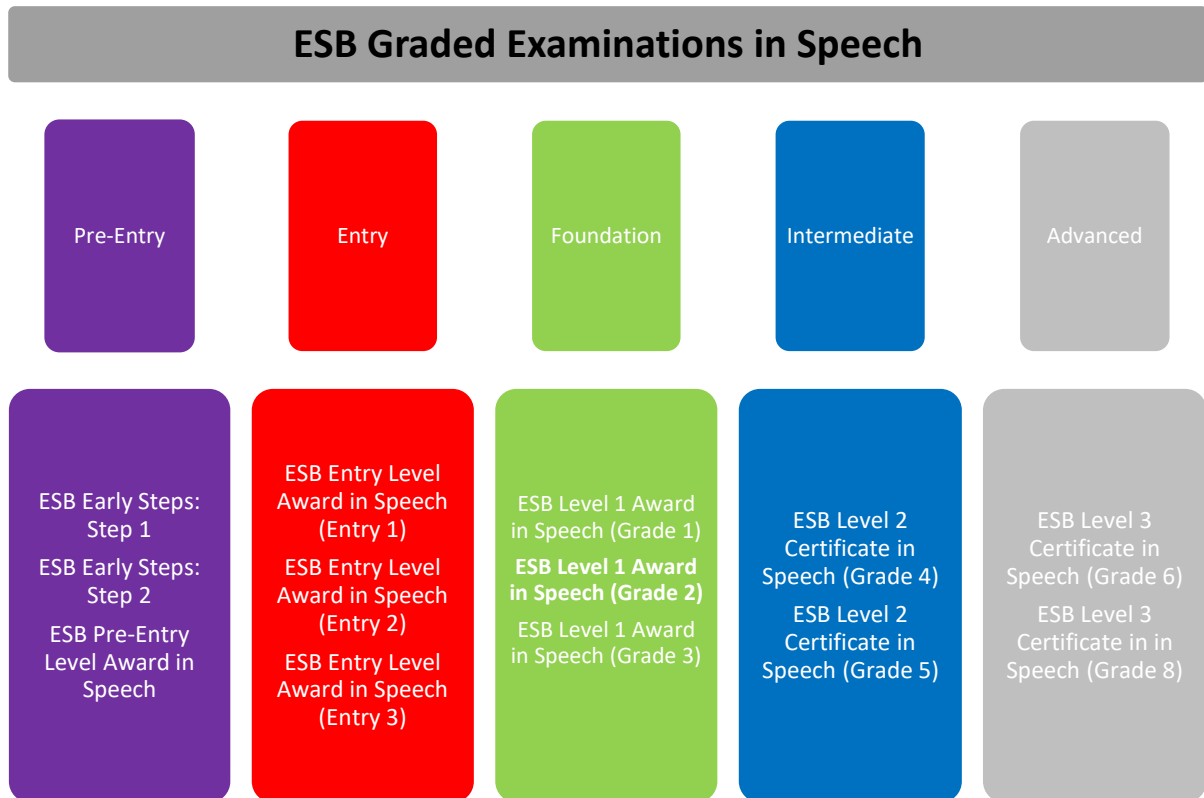 ESB Graded Examinations in Speech
Pre-Entry
Entry
Foundation
Intermediate
Advanced
ESB Early Steps:
Step 1
ESB Early Steps:
Step 2
ESB Pre-Entry
Level Award in
Speech
ESB Entry Level
Award in Speech
(Entry 1)
ESB Entry Level
Award in Speech
(Entry 2)
ESB Entry Level
Award in Speech
(Entry 3)
ESB Level 1 Award
in Speech (Grade 1)
ESB Level 1 Award
in Speech (Grade 2)
ESB Level 1 Award
in Speech (Grade 3)
ESB Level 2
Certificate in
Speech (Grade 4)
ESB Level 2
Certificate in
Speech (Grade 5)
ESB Level 3
Certificate in
Speech (Grade 6)
ESB Level 3
Certificate in in
Speech (Grade 8)